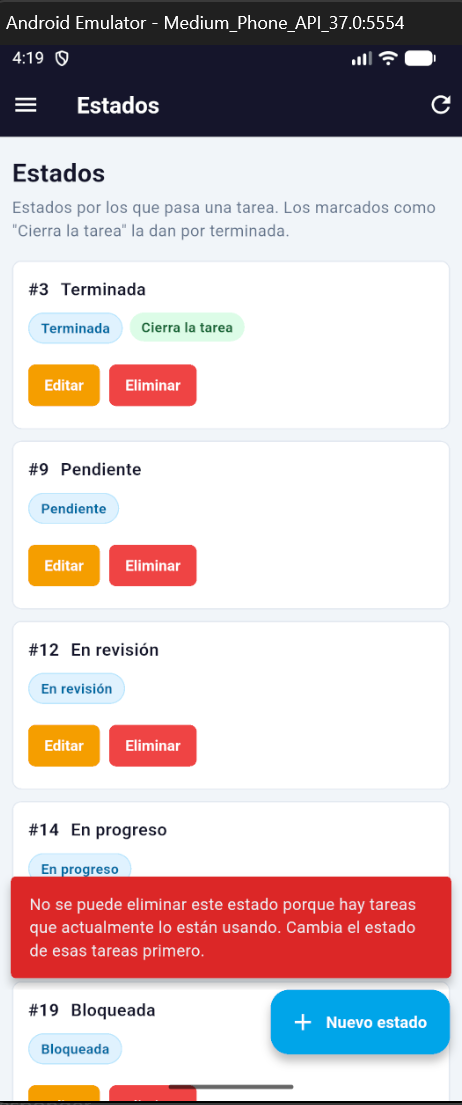 Android Emulator - Medium_Phone_API_37.0:5554
4:19
Estados
Estados
Estados por los que pasa una tarea. Los marcados como
"Cierra la tarea" la dan por terminada.
#3 Terminada
Terminada Cierra la tarea
Editar Eliminar
#9 Pendiente
Pendiente
Editar Eliminar
#12 En revisión
En revisión
Editar Eliminar
#14 En progreso
En progreso
No se puede eliminar este estado porque hay tareas
que actualmente lo están usando. Cambia el estado
de esas tareas primero.
#19 Bloqueada
+ Nuevo estado
Bloqueada